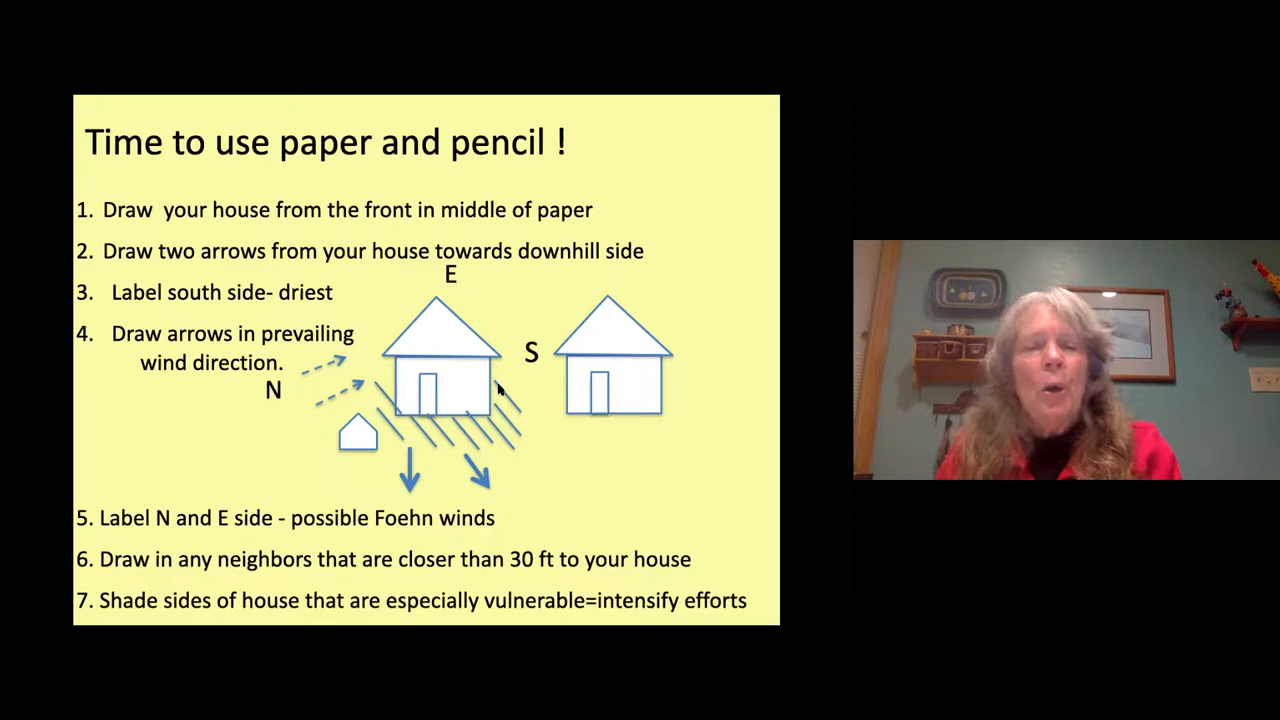 Time to use paper and pencil !
1. Draw your house from the front in middle of paper
2. Draw two arrows from your house towards downhill side
E
3. Label south side- driest
4. Draw arrows in prevailing
wind direction.
S
N
5. Label N and E side - possible Foehn winds
6. Draw in any neighbors that are closer than 30 ft to your house
7. Shade sides of house that are especially vulnerable=intensify efforts